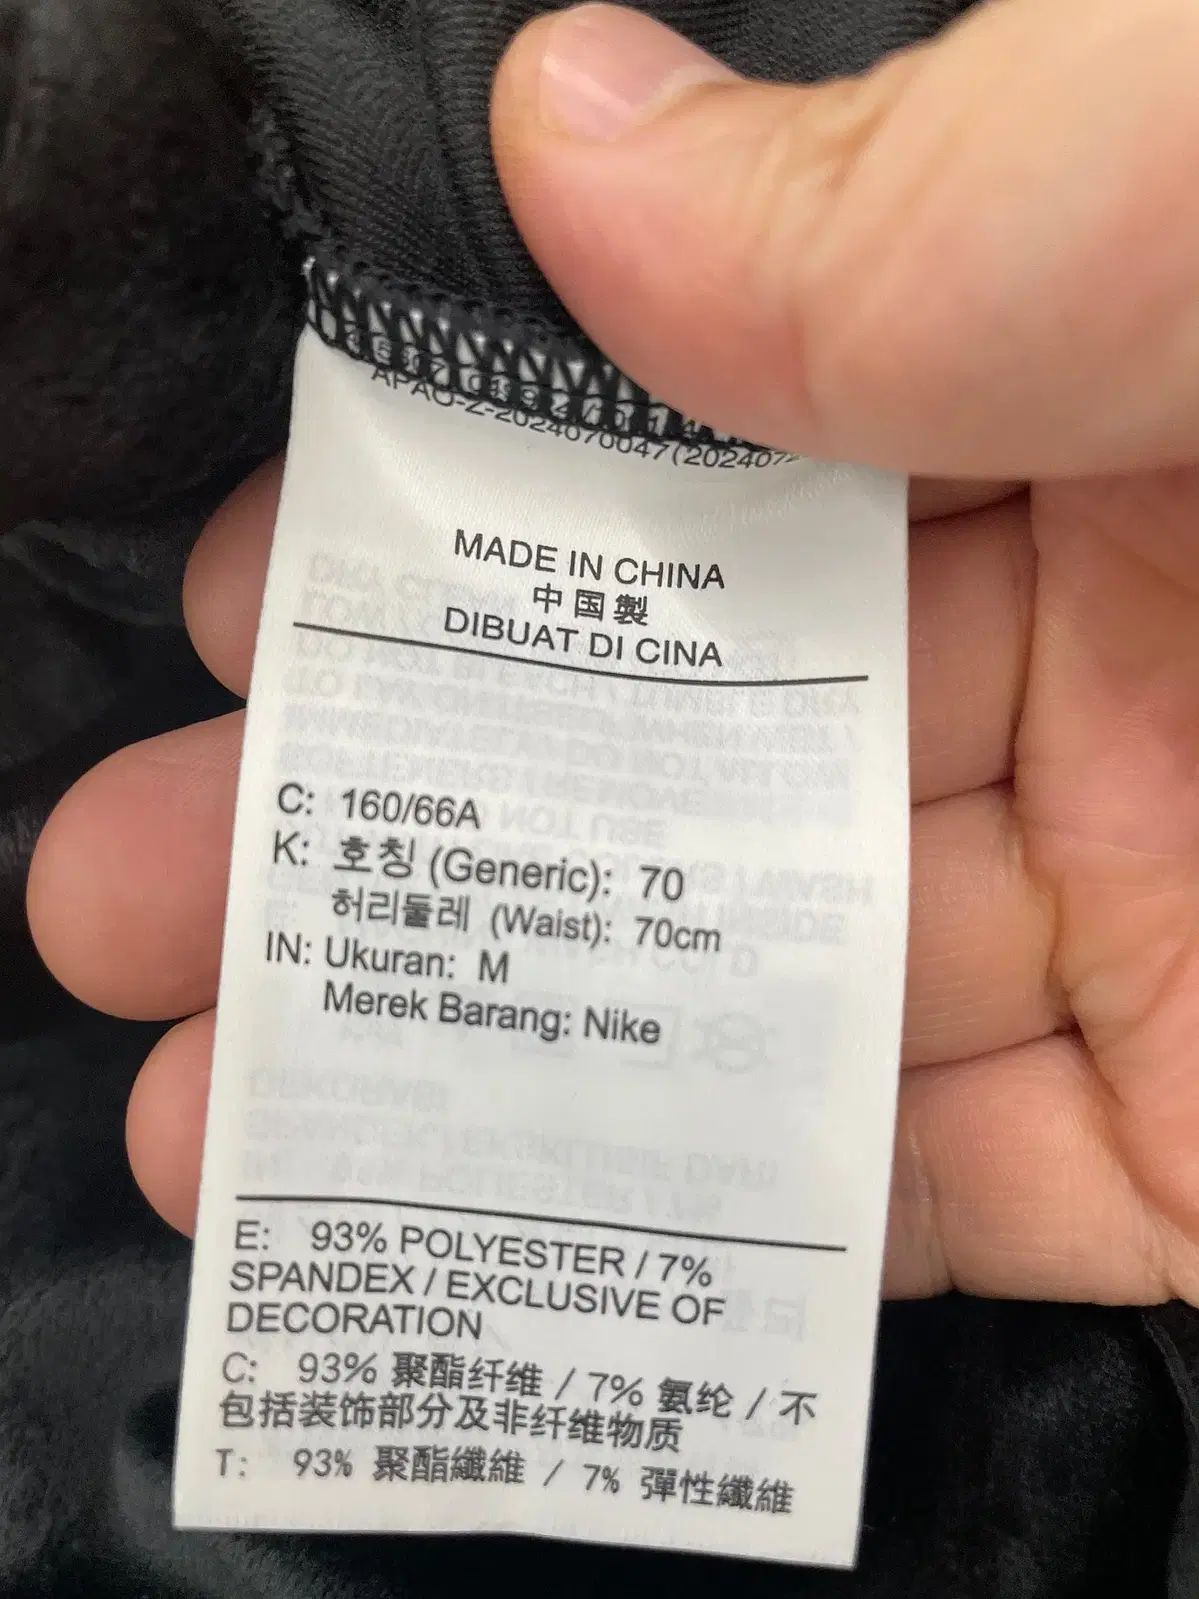 APAO-Z-2024070047(202407
MADE IN CHINA
中国製
DIBUAT DI CINA
C: 160/66A
K: 호칭 (Generic): 70
허리둘레 (Waist): 70cm
IN: Ukuran: M
Merek Barang: Nike
E: 93% POLYESTER / 7%
SPANDEX / EXCLUSIVE OF
DECORATION
C: 93% 聚酯纤维 / 7% 氨纶 / 不
包括装饰部分及非纤维物质
T: 93% 聚酯纖維 / 7% 彈性纖維